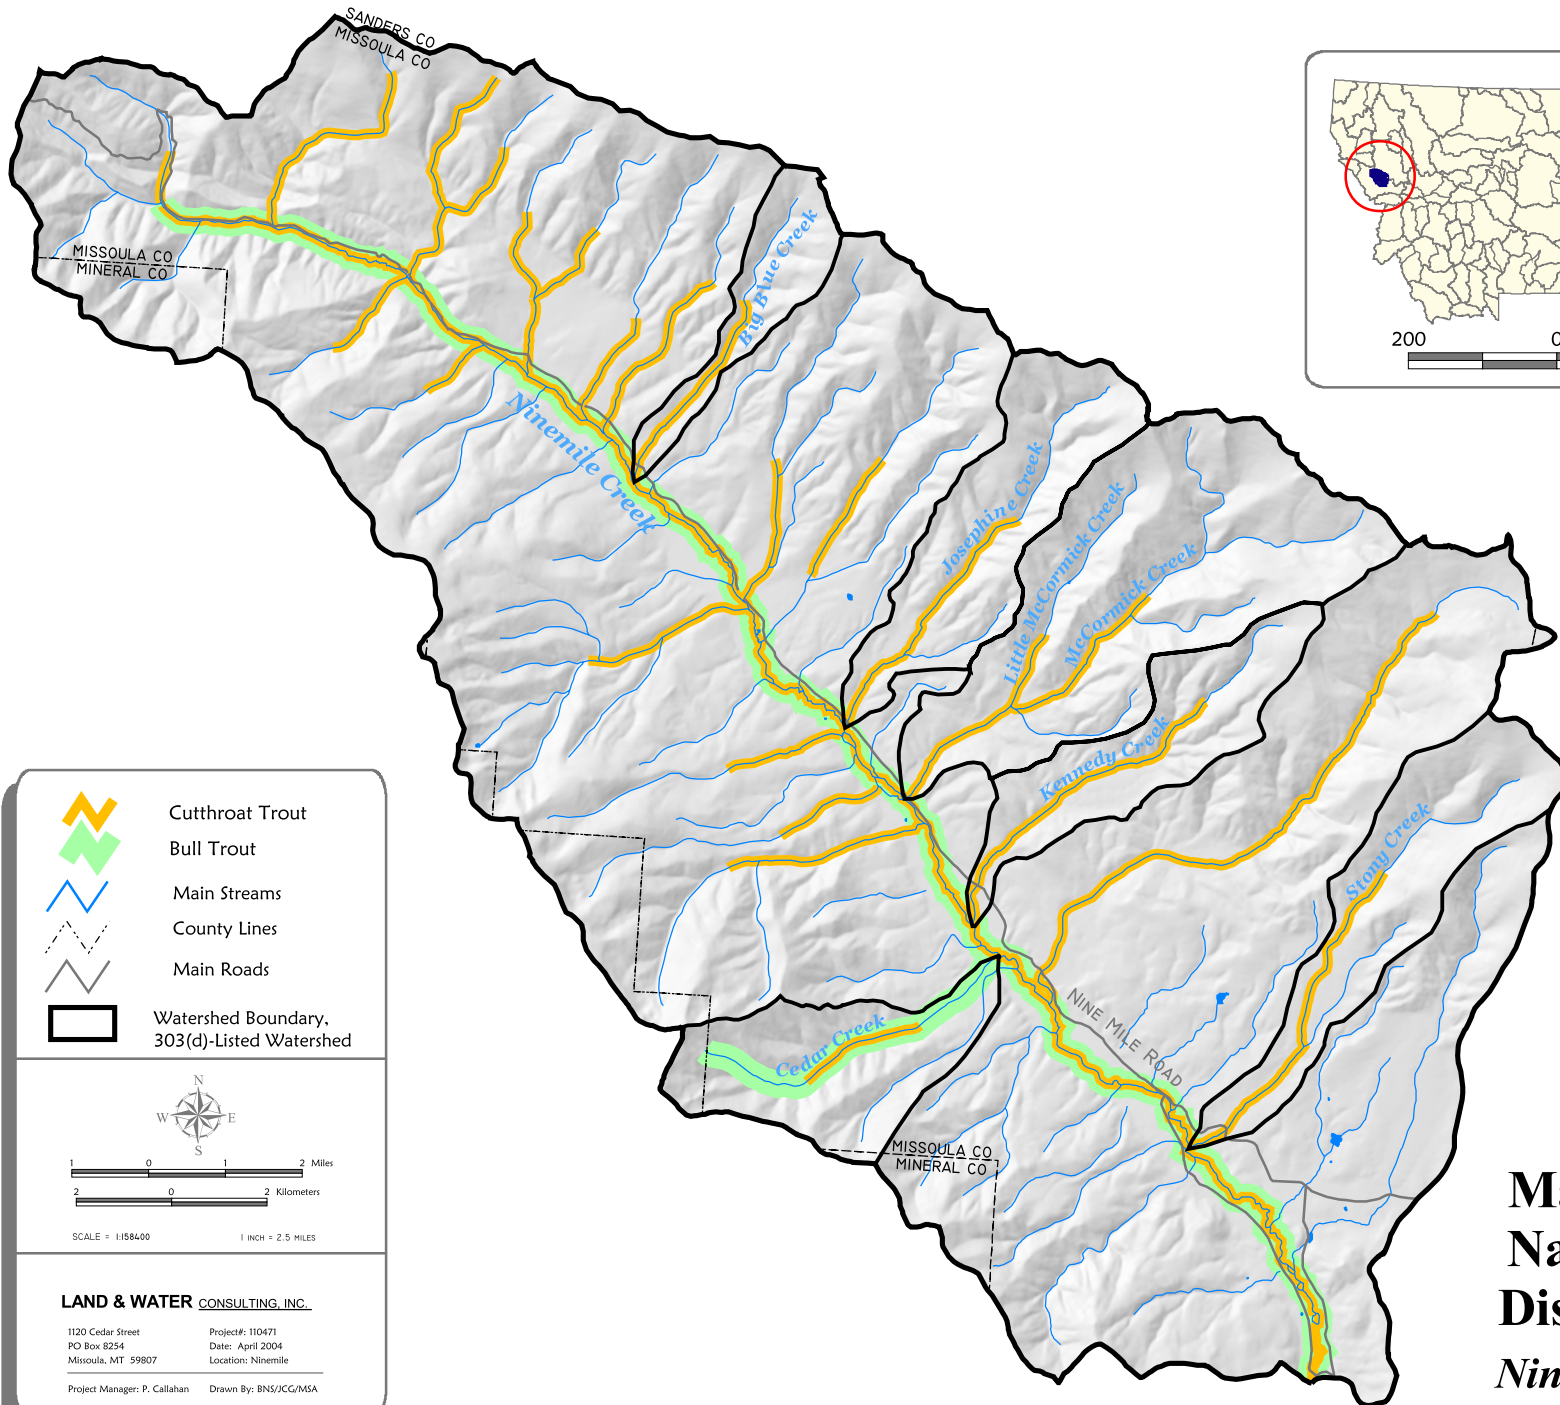 SANDERS CO
MISSOULA CO
MISSOULA CO
MINERAL CO
Big Blue Creek
Ninemile Creek
Josephine Creek
Little McCormick Creek
McCormick Creek
Kennedy Creek
Stony Creek
Cedar Creek
NINE MILE ROAD
MISSOULA CO
MINERAL CO
200 0
Cutthroat Trout
Bull Trout
Main Streams
County Lines
Main Roads
Watershed Boundary,
303(d)-Listed Watershed
N
W E
S
1 0 1 2 Miles
2 0 2 Kilometers
SCALE = 1:158400 1 INCH = 2.5 MILES
LAND & WATER CONSULTING, INC.
1120 Cedar Street Project#: 110471
PO Box 8254 Date: April 2004
Missoula, MT 59807 Location: Ninemile
Project Manager: P. Callahan Drawn By: BNS/JCG/MSA
Na
Dis
Nin